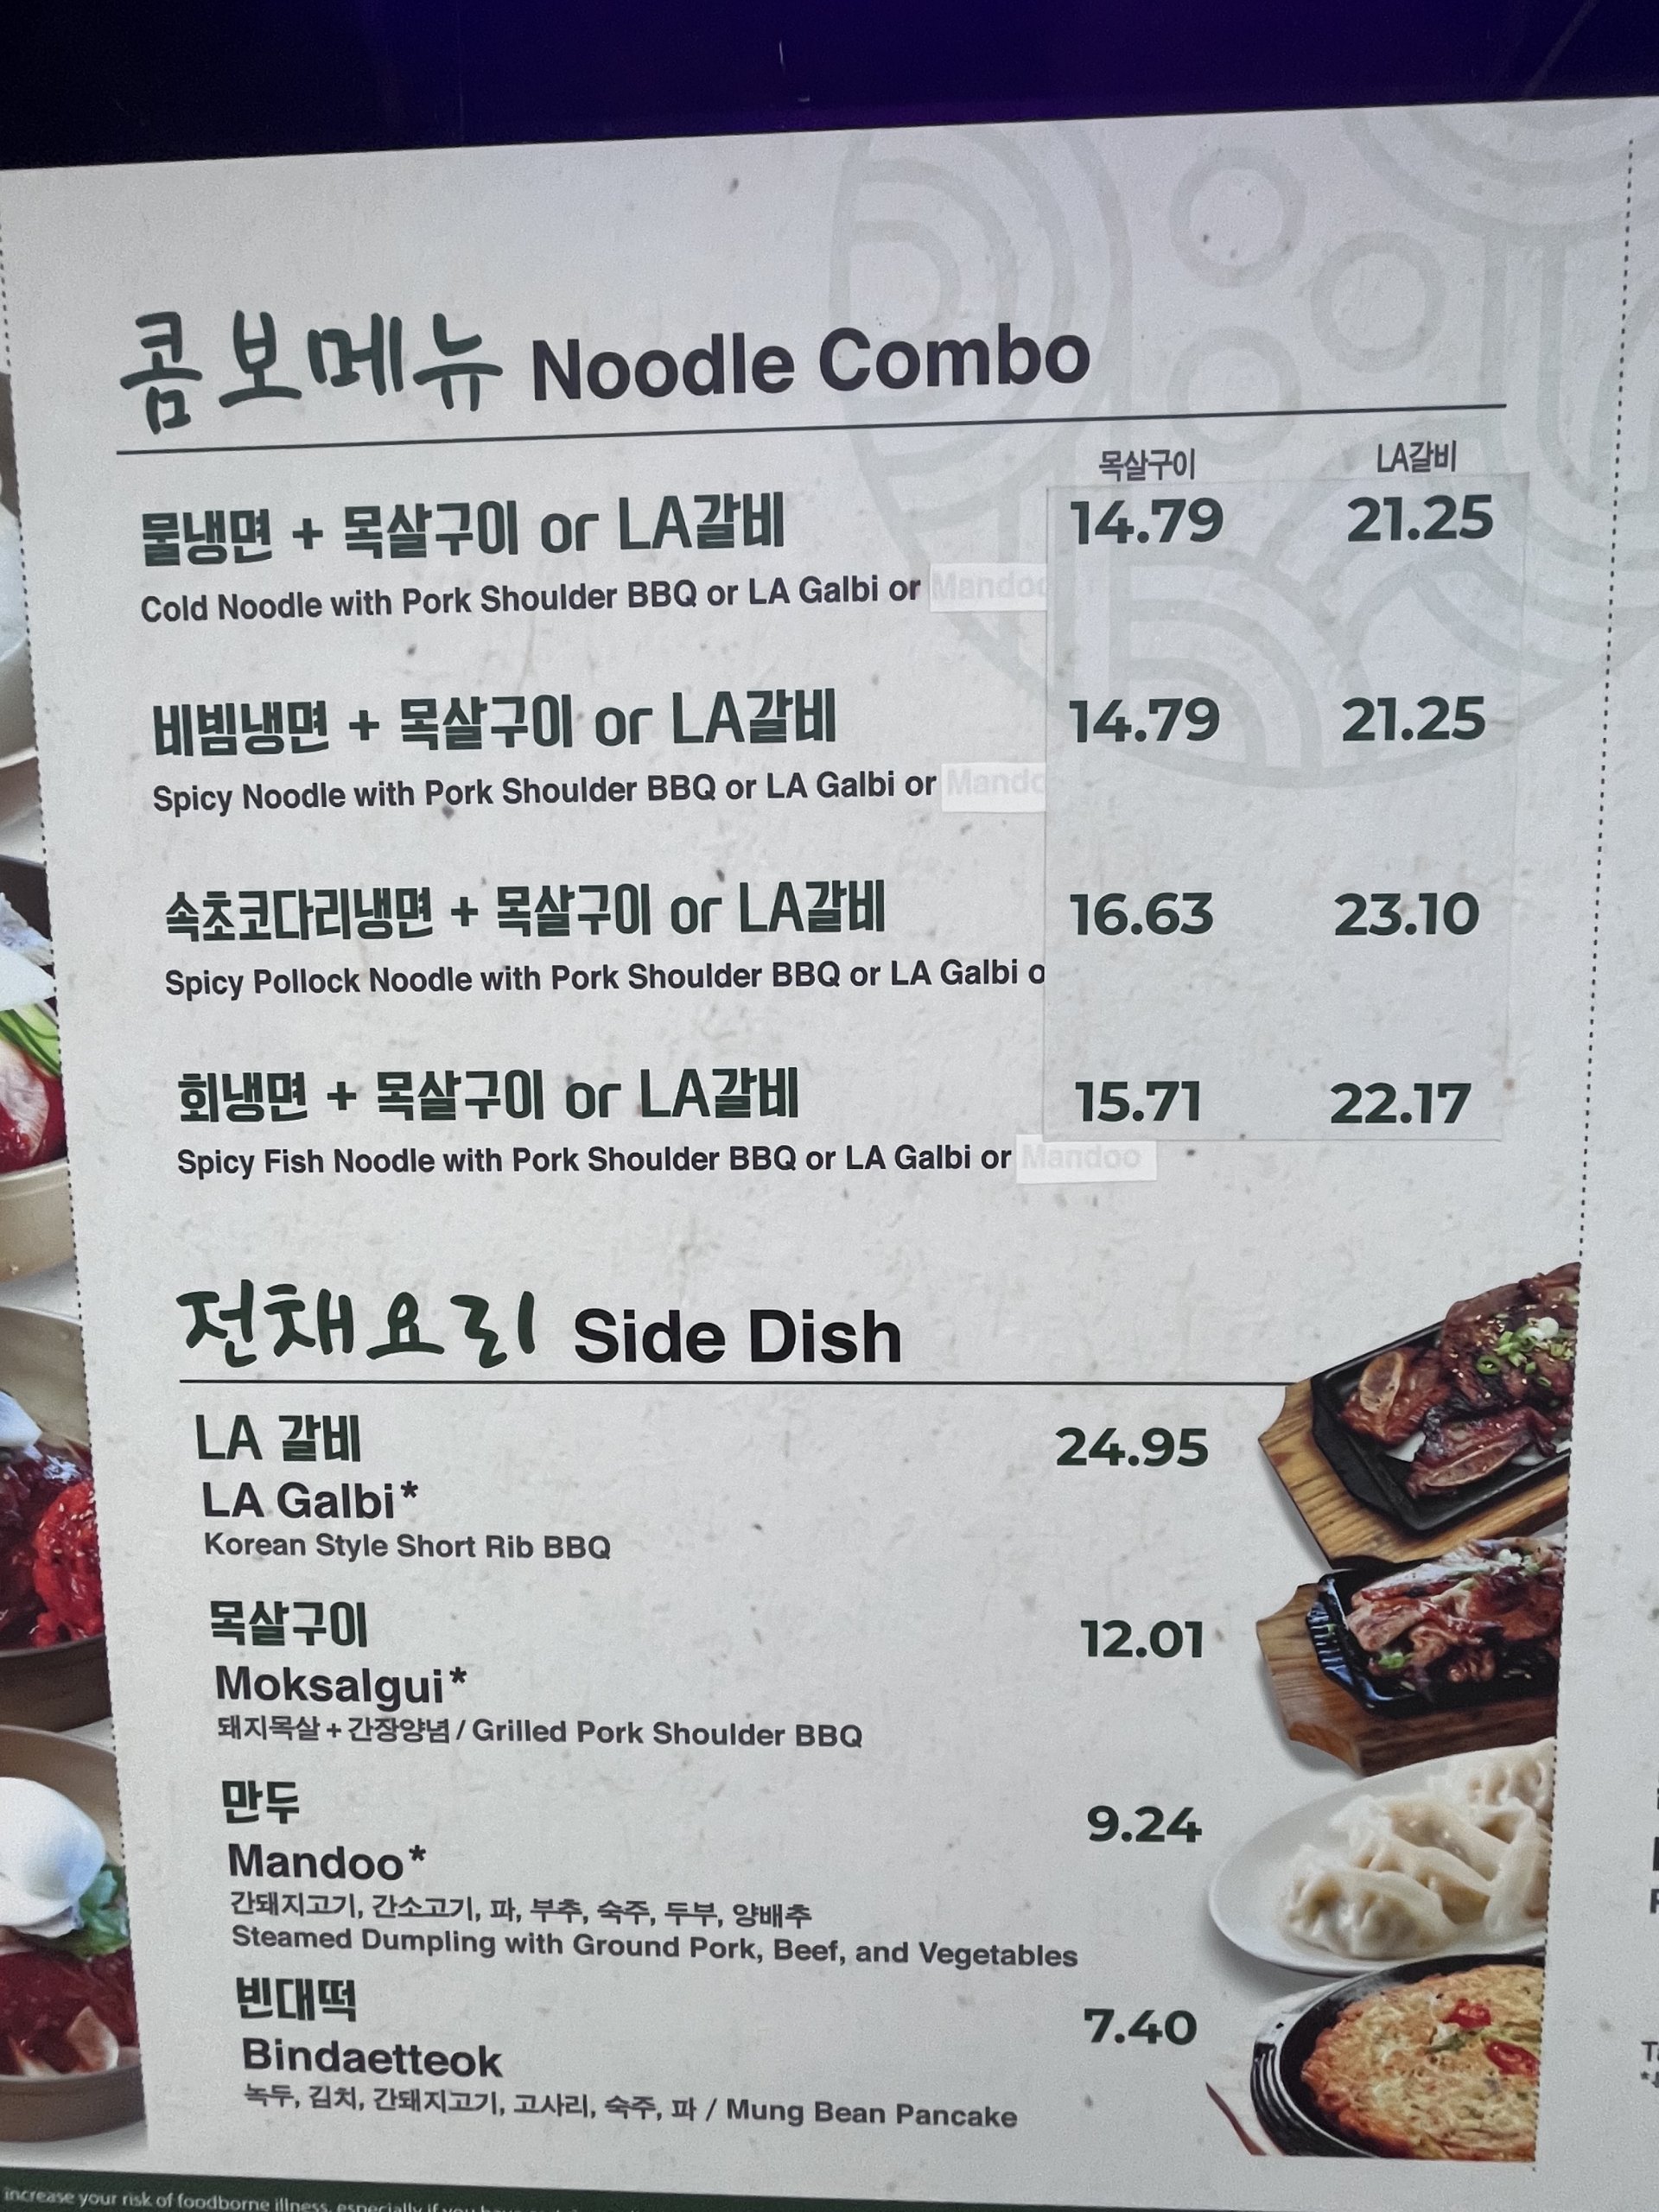 콤보메뉴 Noodle Combo
목살구이 LA갈비
물냉면 + 목살구이 or LA갈비 14.79 21.25
Cold Noodle with Pork Shoulder BBQ or LA Galbi or Mandoo
비빔냉면 + 목살구이 or LA갈비 14.79 21.25
Spicy Noodle with Pork Shoulder BBQ or LA Galbi or Mando
속초코다리냉면 + 목살구이 or LA갈비 16.63 23.10
Spicy Pollock Noodle with Pork Shoulder BBQ or LA Galbi o
회냉면 + 목살구이 or LA갈비 15.71 22.17
Spicy Fish Noodle with Pork Shoulder BBQ or LA Galbi or Mandoo
전채요리 Side Dish
LA 갈비 24.95
LA Galbi*
Korean Style Short Rib BBQ
목살구이 12.01
Moksalgui*
돼지목살 + 간장양념 / Grilled Pork Shoulder BBQ
만두 9.24
Mandoo*
간돼지고기, 간소고기, 파, 부추, 숙주, 두부, 양배추
Steamed Dumpling with Ground Pork, Beef, and Vegetables
빈대떡 7.40
Bindaetteok
녹두, 김치, 간돼지고기, 고사리, 숙주, 파 / Mung Bean Pancake
increase your risk of foodborne illness, especially if you